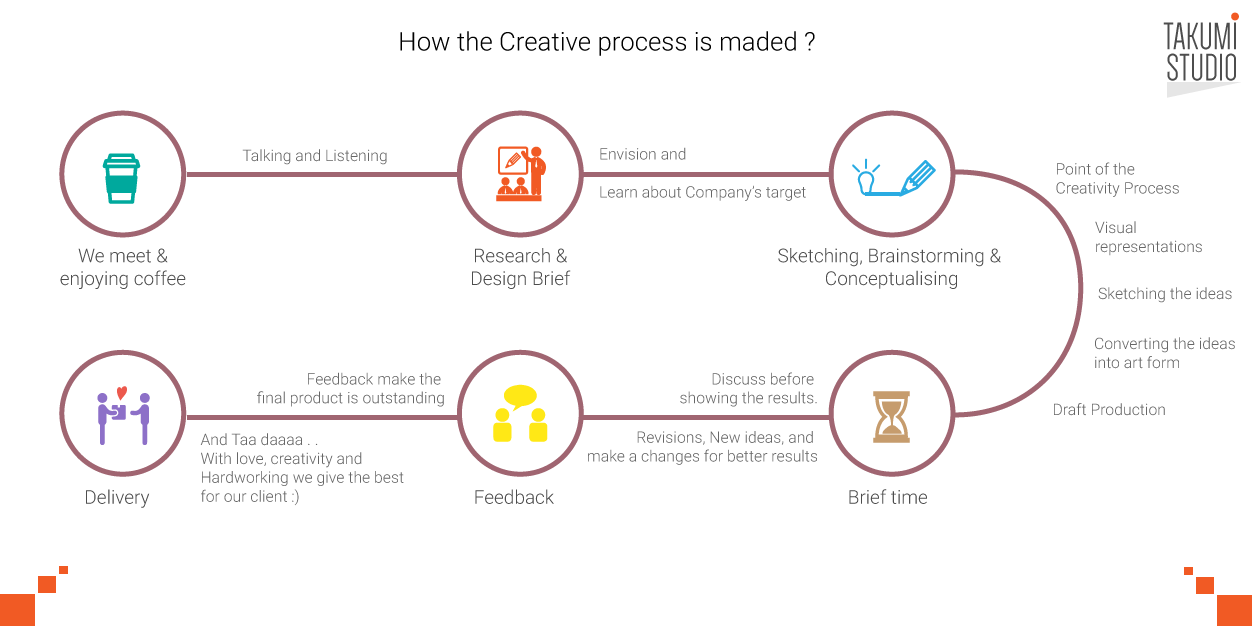 How the Creative process is maded ?
TAKUMI
STUDIO
Talking and Listening
Envision and
Learn about Company's target
We meet &
enjoying coffee
Research &
Design Brief
Sketching, Brainstorming &
Conceptualising
Point of the
Creativity Process
Visual
representations
Sketching the ideas
Converting the ideas
into art form
Draft Production
Brief time
Discuss before
showing the results.
Revisions, New ideas, and
make a changes for better results
Feedback
Feedback make the
final product is outstanding
And Taa daaaa . .
With love, creativity and
Hardworking we give the best
for our client :)
Delivery